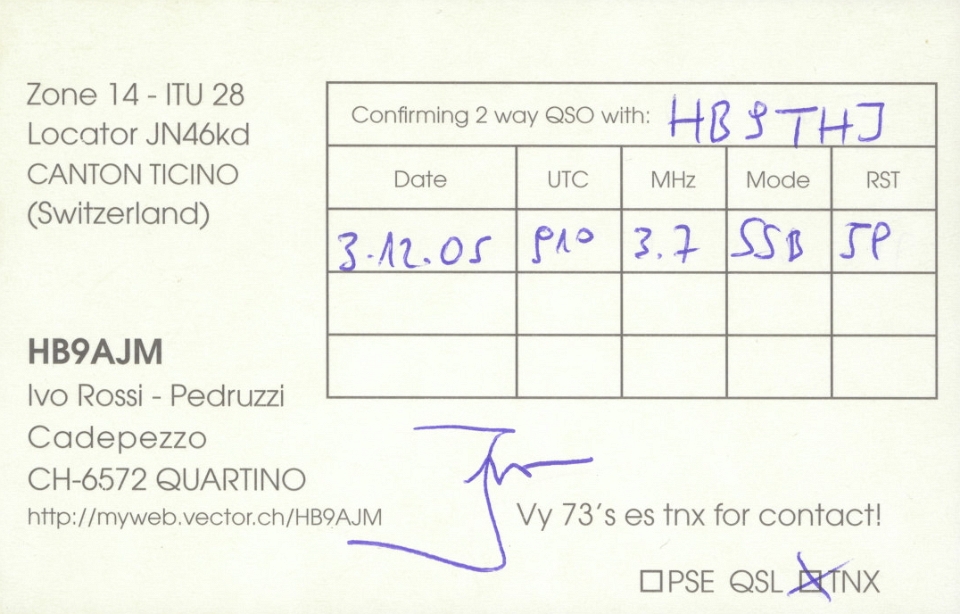 Zone 14 - ITU 28
Locator JN46kd
CANTON TICINO
(Switzerland)
Confirming 2 way QSO with: HB9THJ
Date UTC MHz Mode RST
3.12.05 910 3.7 SSB 59
HB9AJM
Ivo Rossi - Pedruzzi
Cadepezzo
CH-6572 QUARTINO
http://myweb.vector.ch/HB9AJM
Vy 73's es tnx for contact!
PSE QSL TNX